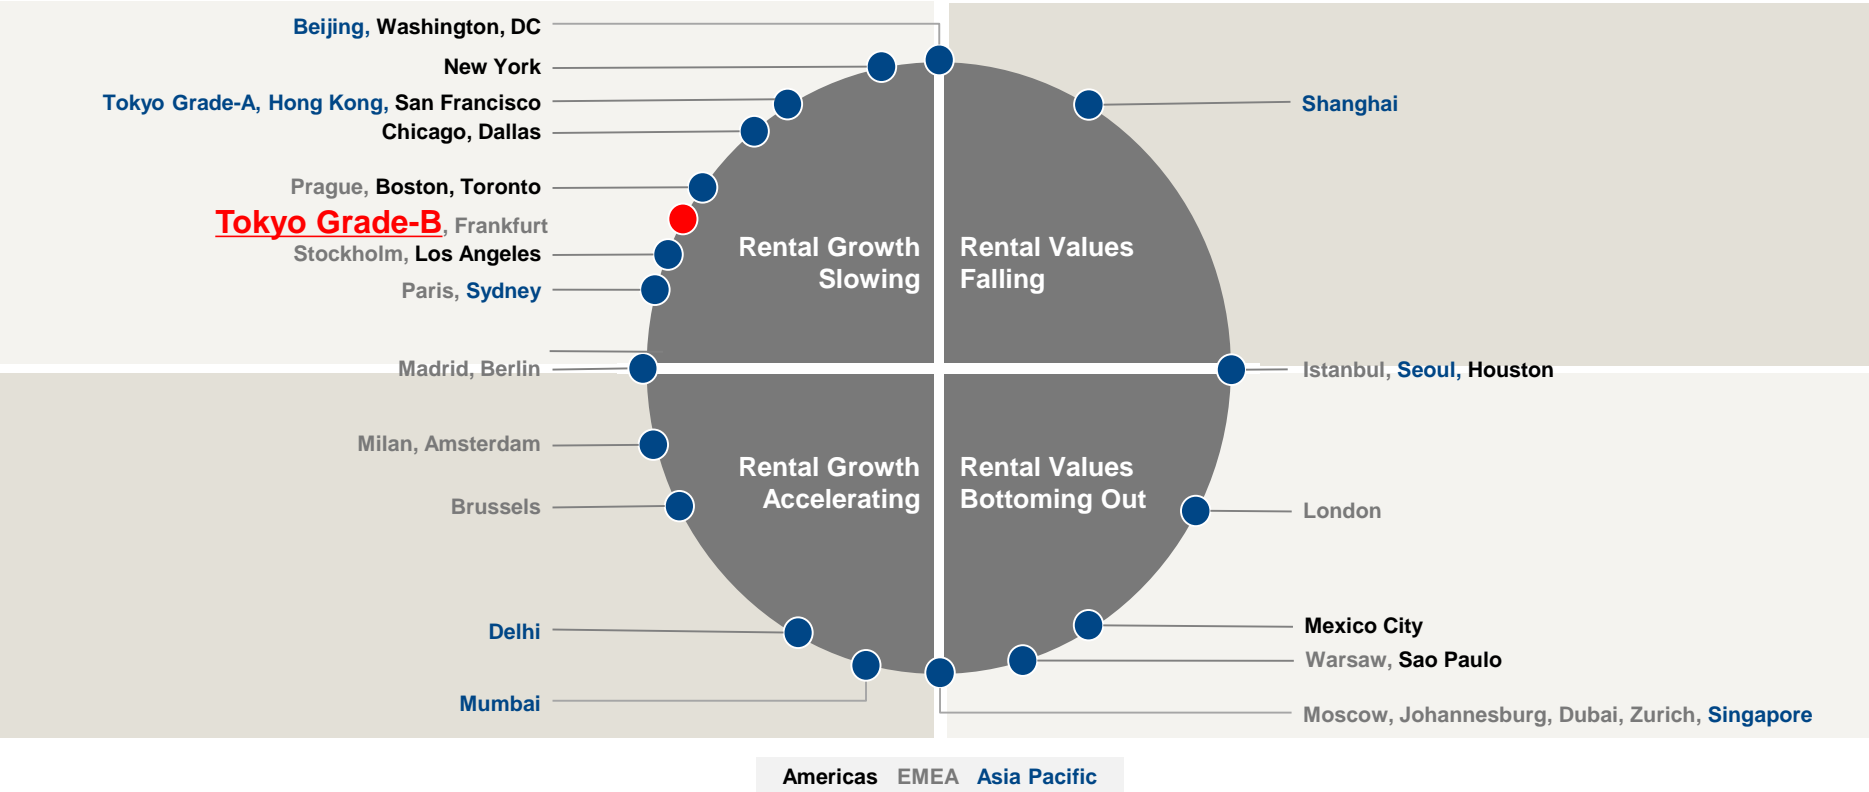 Beijing, Washington, DC
New York
Tokyo Grade-A, Hong Kong, San Francisco
Chicago, Dallas
Prague, Boston, Toronto
Tokyo Grade-B, Frankfurt
Stockholm, Los Angeles
Paris, Sydney
Madrid, Berlin
Milan, Amsterdam
Brussels
Delhi
Mumbai
Rental Growth
Slowing
Rental Values
Falling
Rental Growth
Accelerating
Rental Values
Bottoming Out
Shanghai
Istanbul, Seoul, Houston
London
Mexico City
Warsaw, Sao Paulo
Moscow, Johannesburg, Dubai, Zurich, Singapore
Americas EMEA Asia Pacific